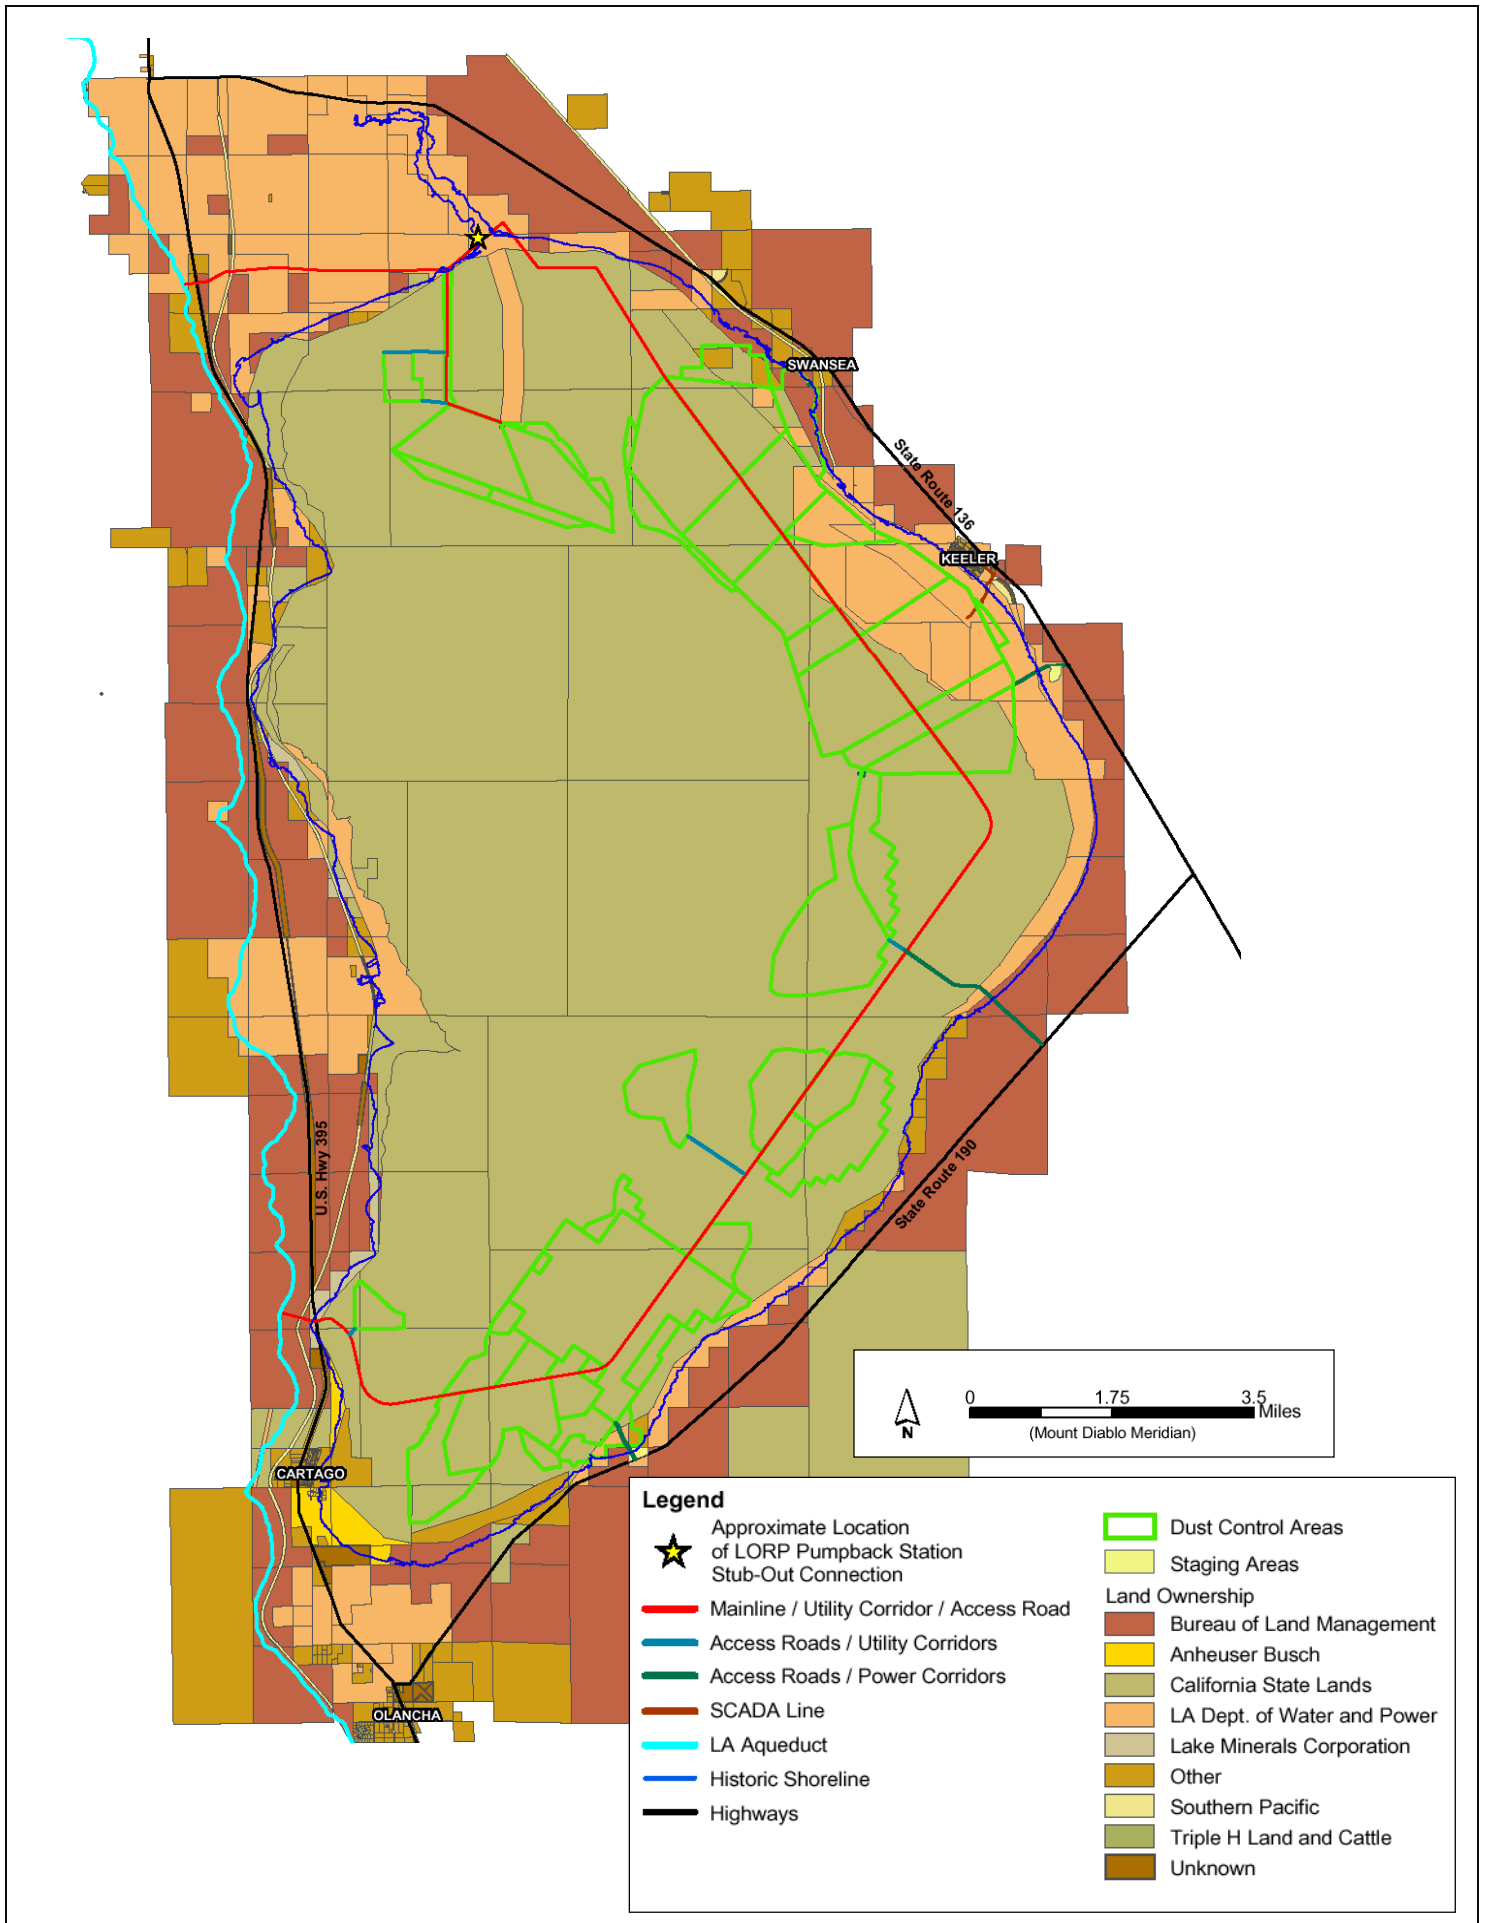 SWANSEA
State Route 136
KEELER
U.S. Hwy 395
State Route 190
CARTAGO
OLANCHA
N
0 1.75 3.5
Miles
(Mount Diablo Meridian)
Legend
Approximate Location
of LORP Pumpback Station
Stub-Out Connection
Mainline / Utility Corridor / Access Road
Access Roads / Utility Corridors
Access Roads / Power Corridors
SCADA Line
LA Aqueduct
Historic Shoreline
Highways
Dust Control Areas
Staging Areas
Land Ownership
Bureau of Land Management
Anheuser Busch
California State Lands
LA Dept. of Water and Power
Lake Minerals Corporation
Other
Southern Pacific
Triple H Land and Cattle
Unknown